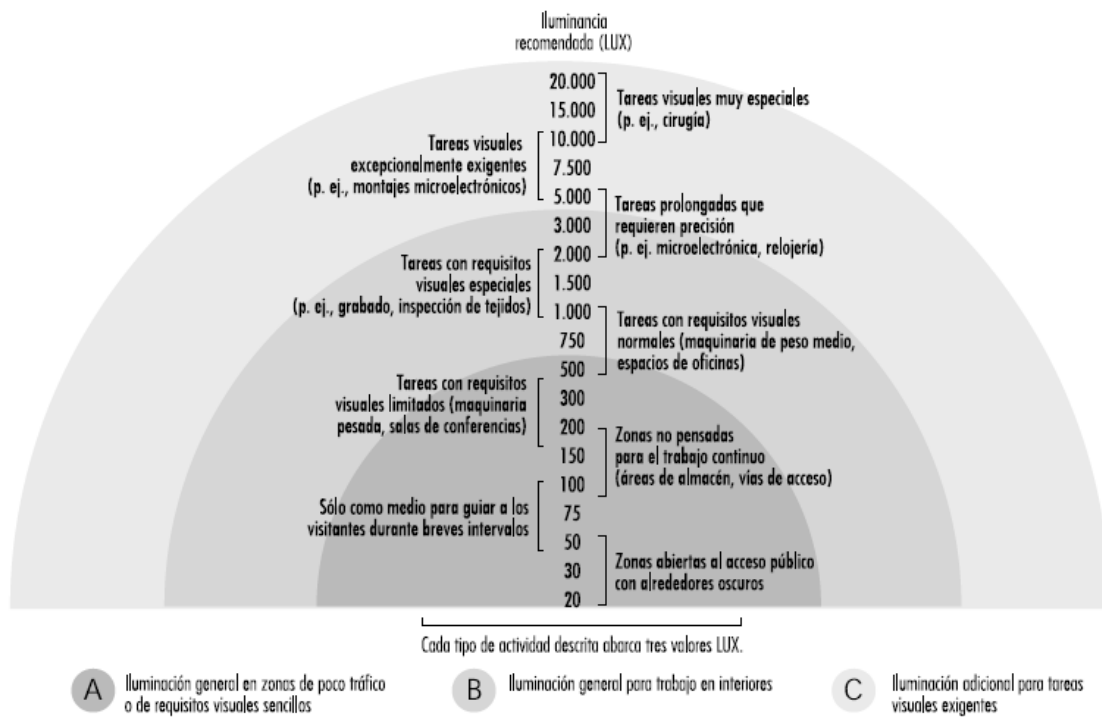 Iluminancia
recomendada (LUX)
20.000
15.000
10.000
7.500
5.000
3.000
2.000
1.500
1.000
750
500
300
200
150
100
75
50
30
20
Tareas visuales muy especiales
(p. ej., cirugía)
Tareas visuales
excepcionalmente exigentes
(p. ej., montajes microelectrónicos)
Tareas prolongadas que
requieren precisión
(p. ej. microelectrónica, relojería)
Tareas con requisitos
visuales especiales
(p. ej., grabado, inspección de tejidos)
Tareas con requisitos visuales
normales (maquinaria de peso medio,
espacios de oficinas)
Tareas con requisitos
visuales limitados (maquinaria
pesada, salas de conferencias)
Zonas no pensadas
para el trabajo continuo
(áreas de almacén, vías de acceso)
Sólo como medio para guiar a los
visitantes durante breves intervalos
Zonas abiertas al acceso público
con alrededores oscuros
Cada tipo de actividad descrita abarca tres valores LUX.
A
Iluminación general en zonas de poco tráfico
o de requisitos visuales sencillos
B
Iluminación general para trabajo en interiores
C
Iluminación adicional para tareas
visuales exigentes